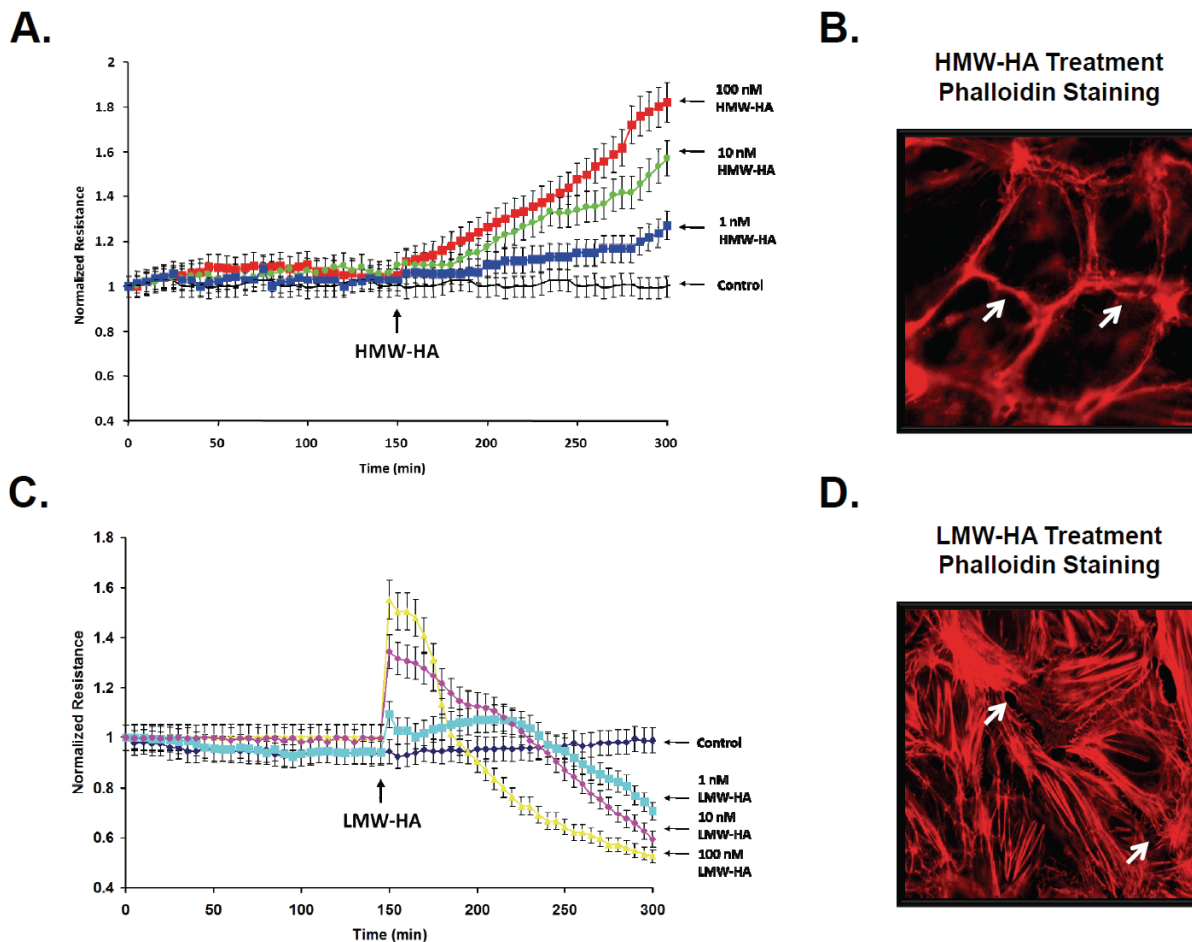 A.
Normalized Resistance
2
1.8
1.6
1.4
1.2
1
0.8
0.6
0.4
0
50
100
150
200
250
300
Time (min)
HMW-HA
100 nM
HMW-HA
10 nM
HMW-HA
1 nM
HMW-HA
Control
B.
HMW-HA Treatment
Phalloidin Staining
C.
Normalized Resistance
1.8
1.6
1.4
1.2
1
0.8
0.6
0.4
0
50
100
150
200
250
300
Time (min)
LMW-HA
Control
1 nM
LMW-HA
10 nM
LMW-HA
100 nM
LMW-HA
D.
LMW-HA Treatment
Phalloidin Staining